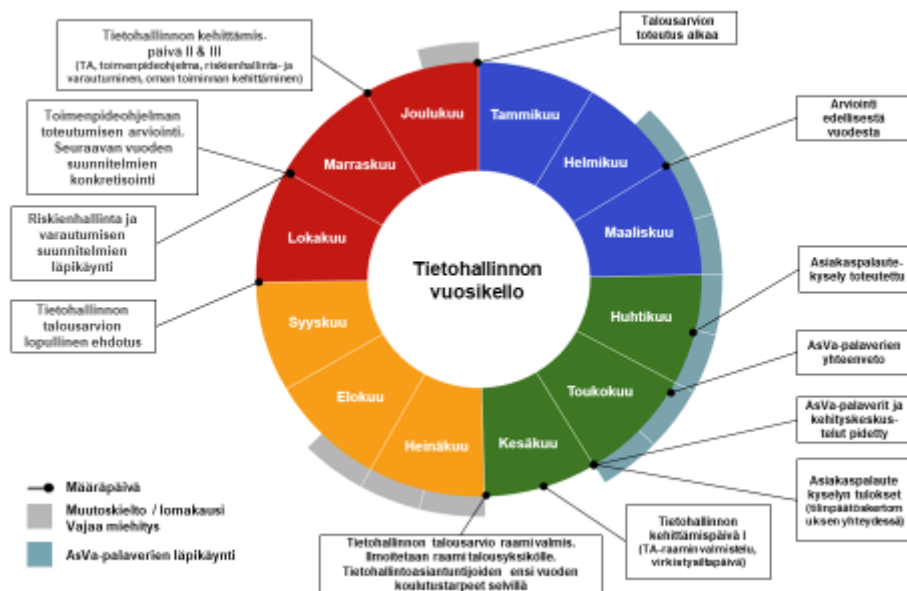 Tietohallinnon kehittämis-
päivä II & III
(TA, toimenpideohjelma, riskienhallinta- ja
varautuminen, oman toiminnan kehittäminen)
Talousarvion
toteutus alkaa
Toimenpideohjelman
toteutumisen arviointi.
Seuraavan vuoden
suunnitelmien
konkretisointi
Arviointi
edellisestä
vuodesta
Riskienhallinta ja
varautumisen
suunnitelmien
läpikäynti
Asiakaspalaute-
kysely toteutettu
Tietohallinnon
talousarvion
lopullinen ehdotus
AsVa-palaverien
yhteenveto
AsVa-palaverit ja
kehityskeskus-
telut pidetty
Asiakaspalaute
kyselyn tulokset
(tilinpäätöskertom
uksen yhteydessä)
Tietohallinnon
kehittämispäivä I
(TA-raamin valmistelu,
virkistysiltapäivä)
Tietohallinnon talousarvio raami valmis.
Ilmoitetaan raami talousyksikölle.
Tietohallintoasiantuntijoiden ensi vuoden
koulutustarpeet selvillä
Tammikuu
Helmikuu
Maaliskuu
Huhtikuu
Toukokuu
Kesäkuu
Heinäkuu
Elokuu
Syyskuu
Lokakuu
Marraskuu
Joulukuu
Tietohallinnon
vuosikello
Määräpäivä
Muutoskielto / lomakausi
Vajaa miehitys
AsVa-palaverien läpikäynti